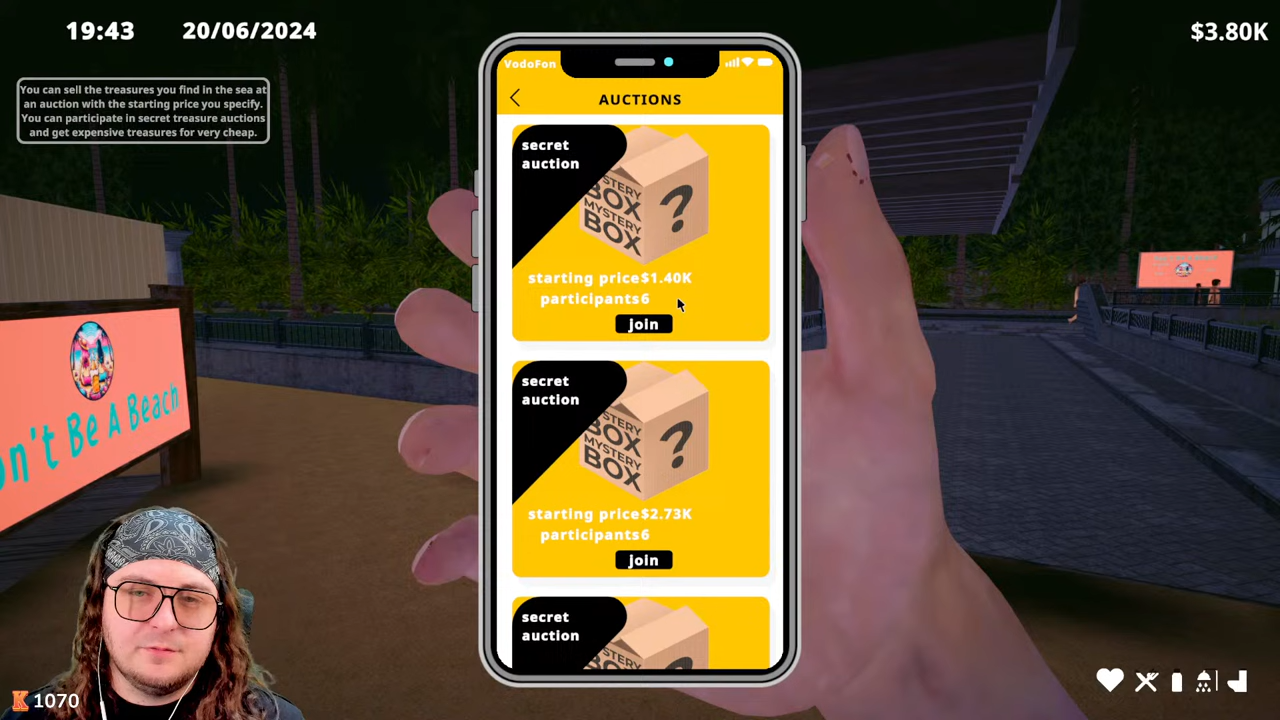 19:43 20/06/2024
$3.80K
You can sell the treasures you find in the sea at
an auction with the starting price you specify.
You can participate in secret treasure auctions
and get expensive treasures for very cheap.
VodoFon
AUCTIONS
secret
auction
MYSTERY
BOX
MYSTERY
BOX
?
starting price$1.40K
participants6
join
secret
auction
MYSTERY
BOX
MYSTERY
BOX
?
starting price$2.73K
participants6
join
secret
auction
on't Be A Beach
K 1070